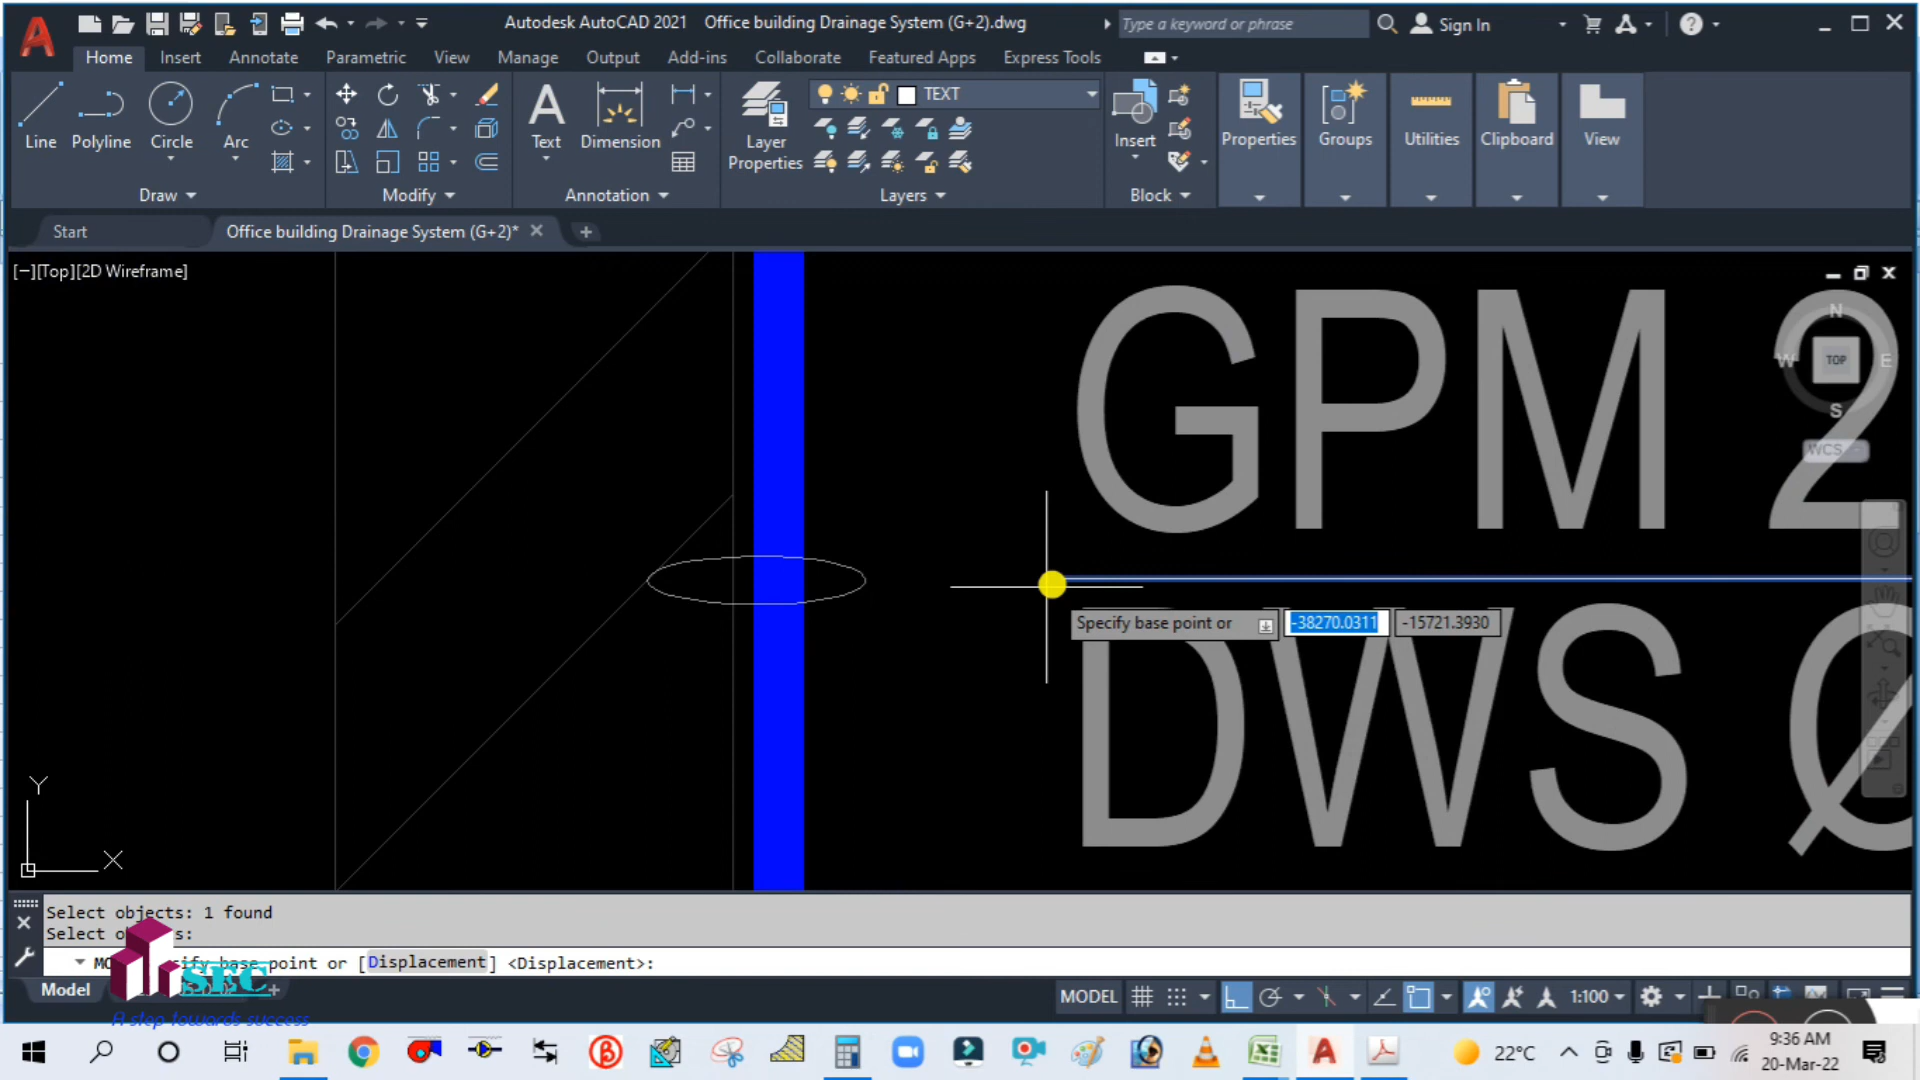 Autodesk AutoCAD 2021 Office building Drainage System (G+2).dwg
Type a keyword or phrase
Sign In
Home Insert Annotate Parametric View Manage Output Add-ins Collaborate Featured Apps Express Tools
TEXT
Line Polyline Circle Arc
Text Dimension
Layer Properties
Insert
Properties Groups Utilities Clipboard View
Draw Modify Annotation Layers Block
Start Office building Drainage System (G+2)*
[−][Top][2D Wireframe]
GPM 2
N
W TOP E
S
WCS
Specify base point or -38270.0311 -15721.3930
DWS Ø
Y
X
Select objects: 1 found
Select objects:
base point or [Displacement] <Displacement>:
SEC
Model
MODEL 1:100
A step towards success
22°C
9:36 AM
20-Mar-22